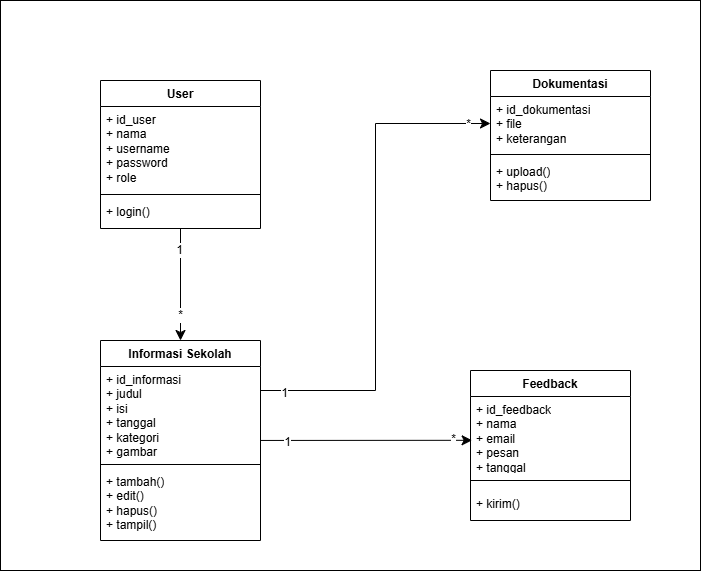 User
+ id_user
+ nama
+ username
+ password
+ role
+ login()
1
*
Informasi Sekolah
+ id_informasi
+ judul
+ isi
+ tanggal
+ kategori
+ gambar
+ tambah()
+ edit()
+ hapus()
+ tampil()
1
*
Dokumentasi
+ id_dokumentasi
+ file
+ keterangan
+ upload()
+ hapus()
1
*
Feedback
+ id_feedback
+ nama
+ email
+ pesan
+ tanggal
+ kirim()